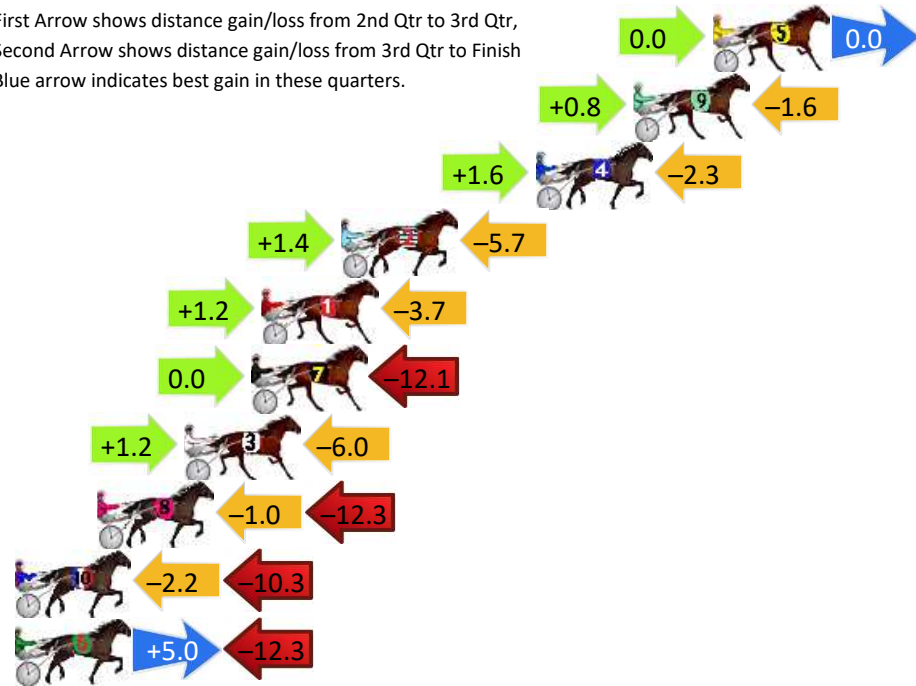 First Arrow shows distance gain/loss from 2nd Qtr to 3rd Qtr,
Second Arrow shows distance gain/loss from 3rd Qtr to Finish
Blue arrow indicates best gain in these quarters.
0.0 5 0.0
+0.8 9 –1.6
+1.6 4 –2.3
+1.4 2 –5.7
+1.2 1 –3.7
0.0 7 –12.1
+1.2 3 –6.0
8 –1.0 –12.3
10 –2.2 –10.3
6 +5.0 –12.3